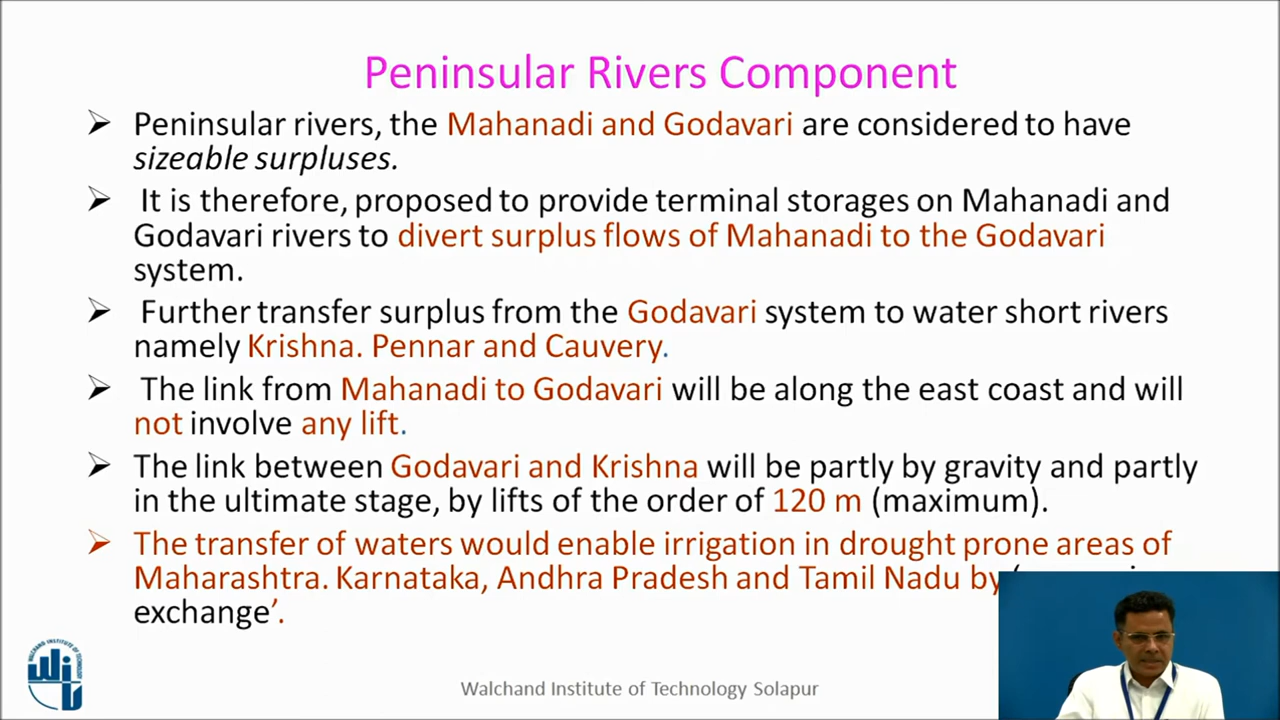 Peninsular Rivers Component
➢ Peninsular rivers, the Mahanadi and Godavari are considered to have
sizeable surpluses.
➢ It is therefore, proposed to provide terminal storages on Mahanadi and
Godavari rivers to divert surplus flows of Mahanadi to the Godavari
system.
➢ Further transfer surplus from the Godavari system to water short rivers
namely Krishna. Pennar and Cauvery.
➢ The link from Mahanadi to Godavari will be along the east coast and will
not involve any lift.
➢ The link between Godavari and Krishna will be partly by gravity and partly
in the ultimate stage, by lifts of the order of 120 m (maximum).
➢ The transfer of waters would enable irrigation in drought prone areas of
Maharashtra. Karnataka, Andhra Pradesh and Tamil Nadu by
exchange’.
WALCHAND INSTITUTE OF TECHNOLOGY
WIT
Walchand Institute of Technology Solapur